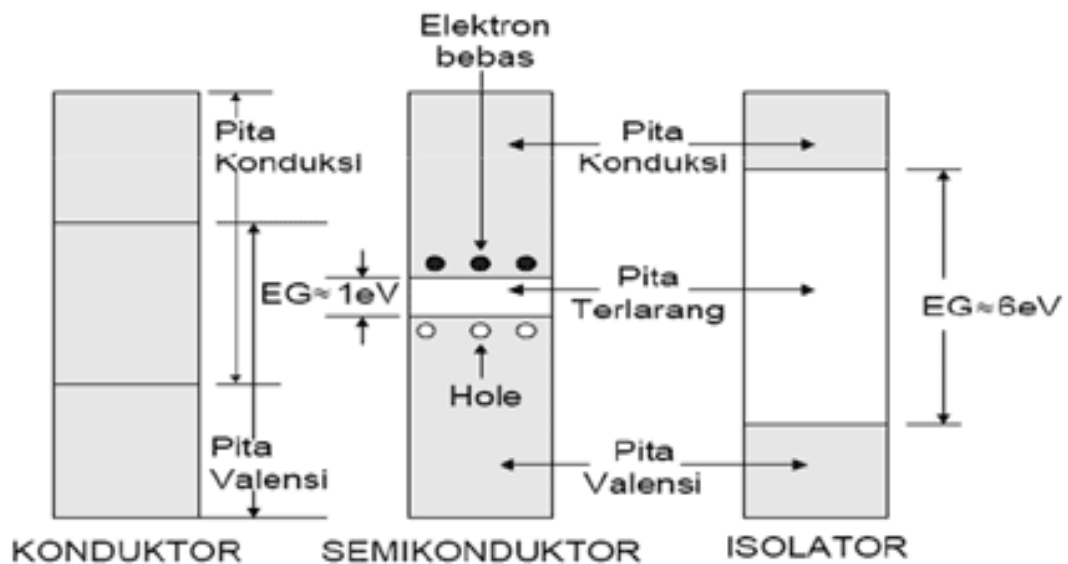 Elektron
bebas
Pita
Konduksi
Pita
Konduksi
EG≈ 1eV
Pita
Terlarang
EG≈6eV
Hole
Pita
Valensi
Pita
Valensi
KONDUKTOR
SEMIKONDUKTOR
ISOLATOR